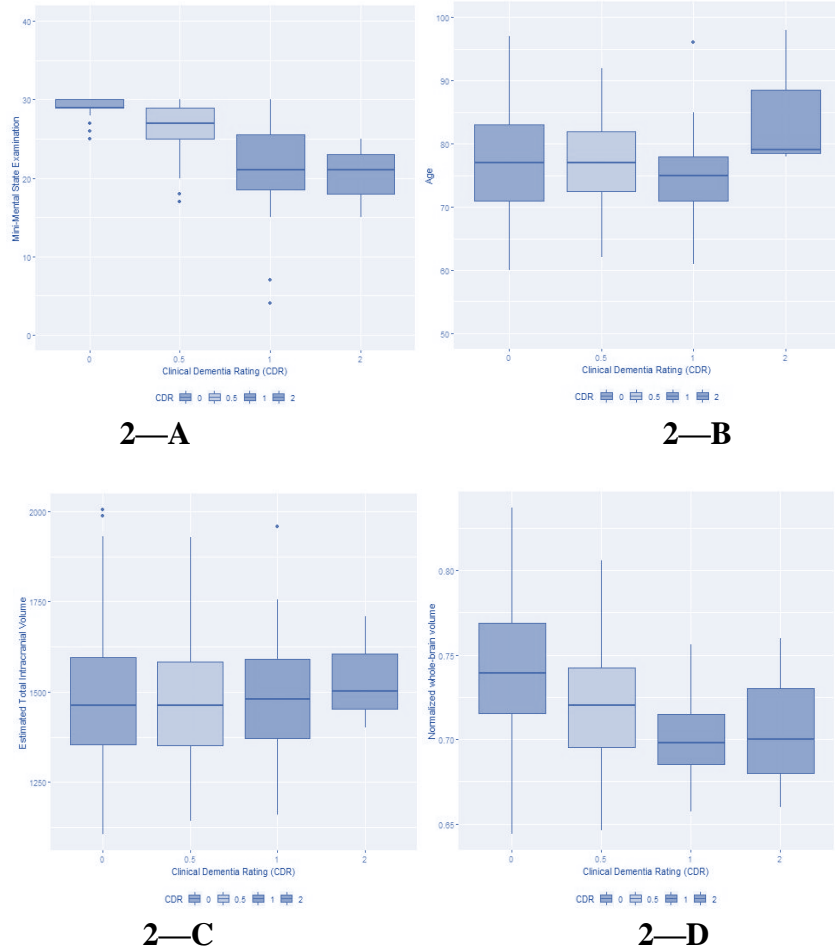 40
30
20
10
0
Mini-Mental State Examination
0
0.5
1
2
Clinical Dementia Rating (CDR)
CDR 0 0.5 1 2
2—A
100
90
80
70
60
50
Age
0
0.5
1
2
Clinical Dementia Rating (CDR)
CDR 0 0.5 1 2
2—B
2000
1750
1500
1250
Estimated Total Intracranial Volume
0
0.5
1
2
Clinical Dementia Rating (CDR)
CDR 0 0.5 1 2
2—C
0.80
0.75
0.70
0.65
Normalized whole-brain volume
0
0.5
1
2
Clinical Dementia Rating (CDR)
CDR 0 0.5 1 2
2—D